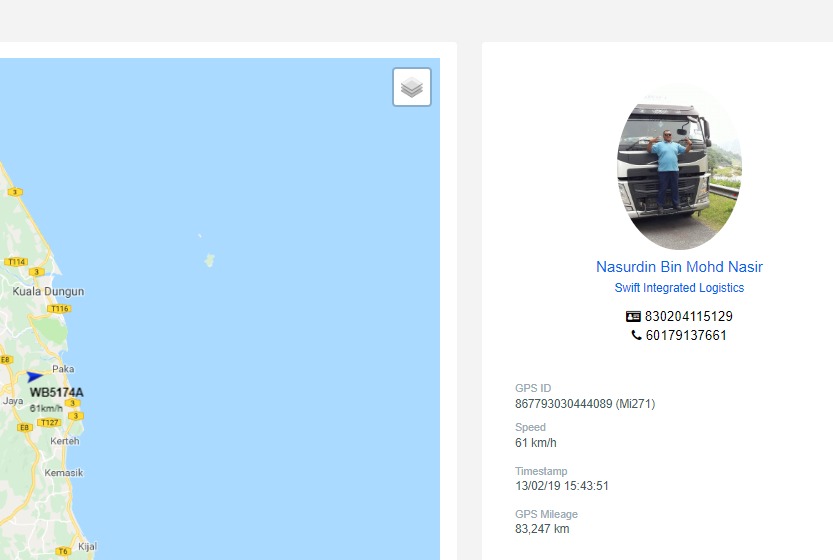 3
T114
3
Kuala Dungun
T116
E8
Paka
WB5174A
Jaya
3
61km/h
3
T127
E8
Kerteh
Kemasik
Kijal
T6
Nasurdin Bin Mohd Nasir
Swift Integrated Logistics
830204115129
60179137661
GPS ID
867793030444089 (Mi271)
Speed
61 km/h
Timestamp
13/02/19 15:43:51
GPS Mileage
83,247 km